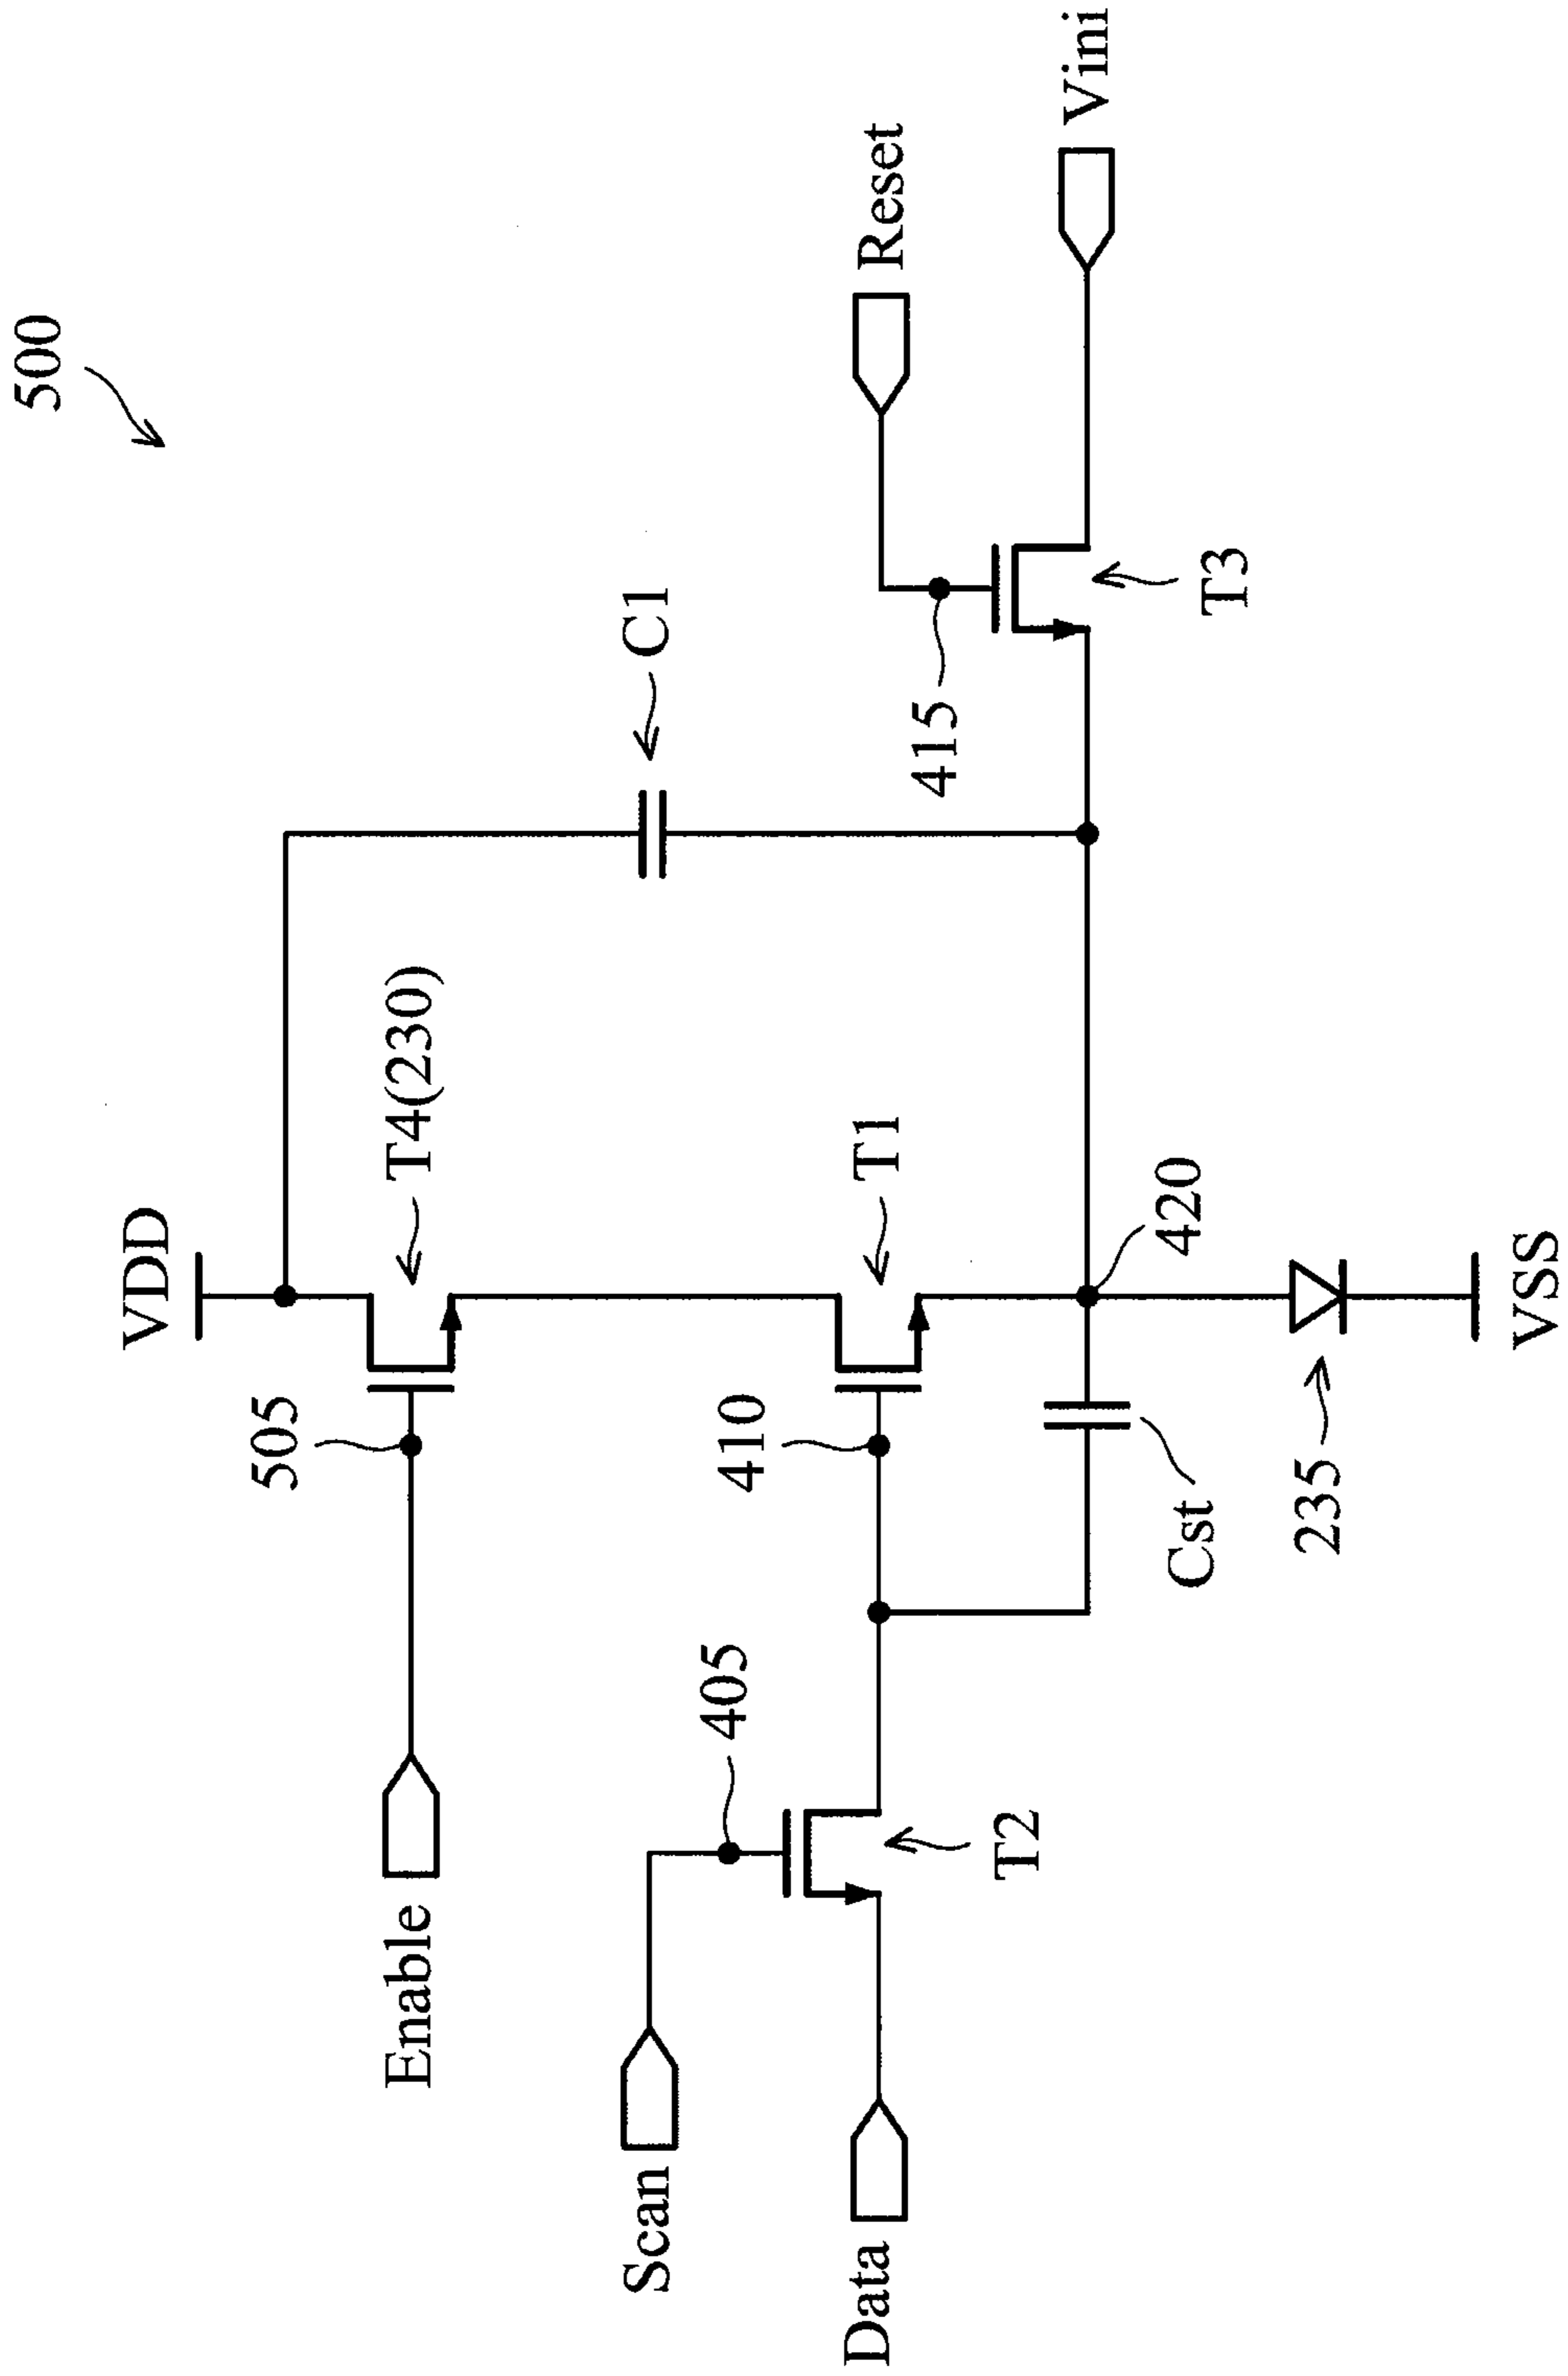 500
VDD
Enable
505
T4(230)
C1
Scan
405
410
T1
415
Reset
Data
T2
Cst
420
T3
Vini
235
VSS